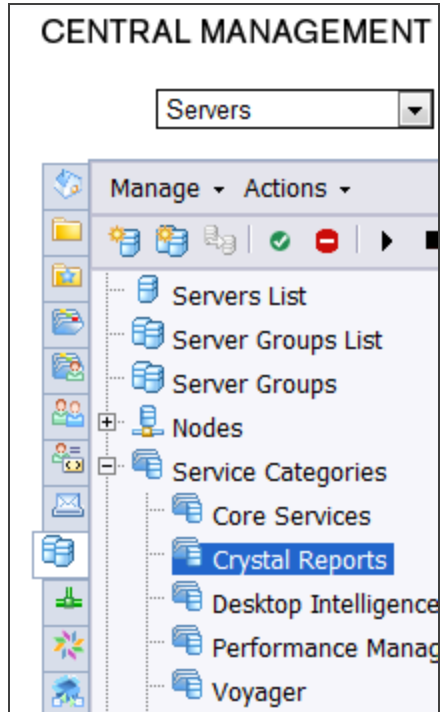 CENTRAL MANAGEMENT
Servers
Manage Actions
Servers List
Server Groups List
Server Groups
Nodes
Service Categories
Core Services
Crystal Reports
Desktop Intelligence
Performance Manag
Voyager